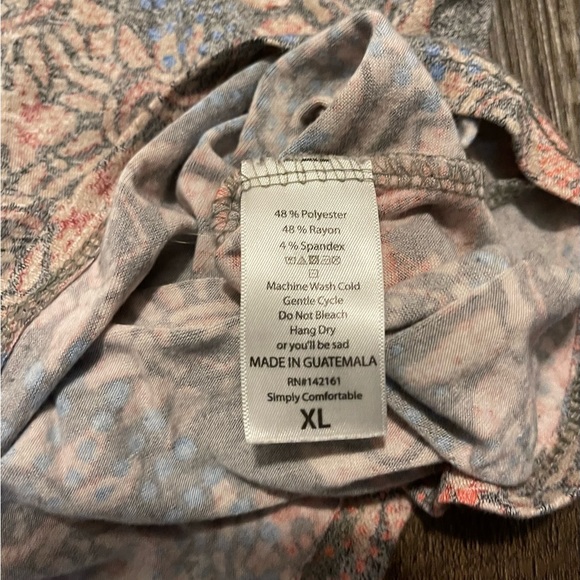 48 % Polyester
48 % Rayon
4 % Spandex
Machine Wash Cold
Gentle Cycle
Do Not Bleach
Hang Dry
or you'll be sad
MADE IN GUATEMALA
RN#142161
Simply Comfortable
XL